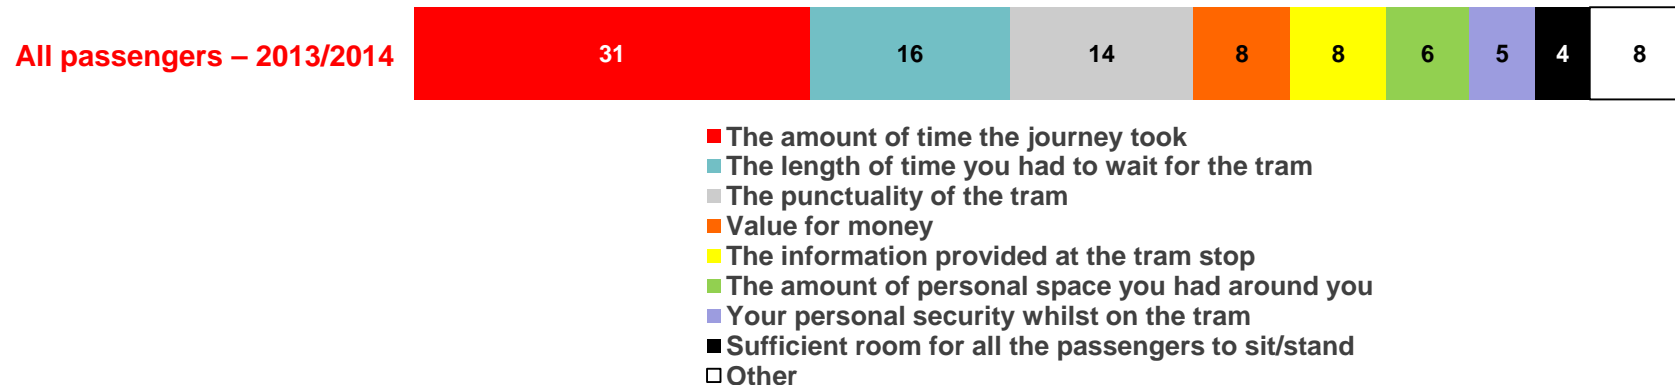 All passengers – 2013/2014 31 16 14 8 8 6 5 4 8
The amount of time the journey took
The length of time you had to wait for the tram
The punctuality of the tram
Value for money
The information provided at the tram stop
The amount of personal space you had around you
Your personal security whilst on the tram
Sufficient room for all the passengers to sit/stand
Other